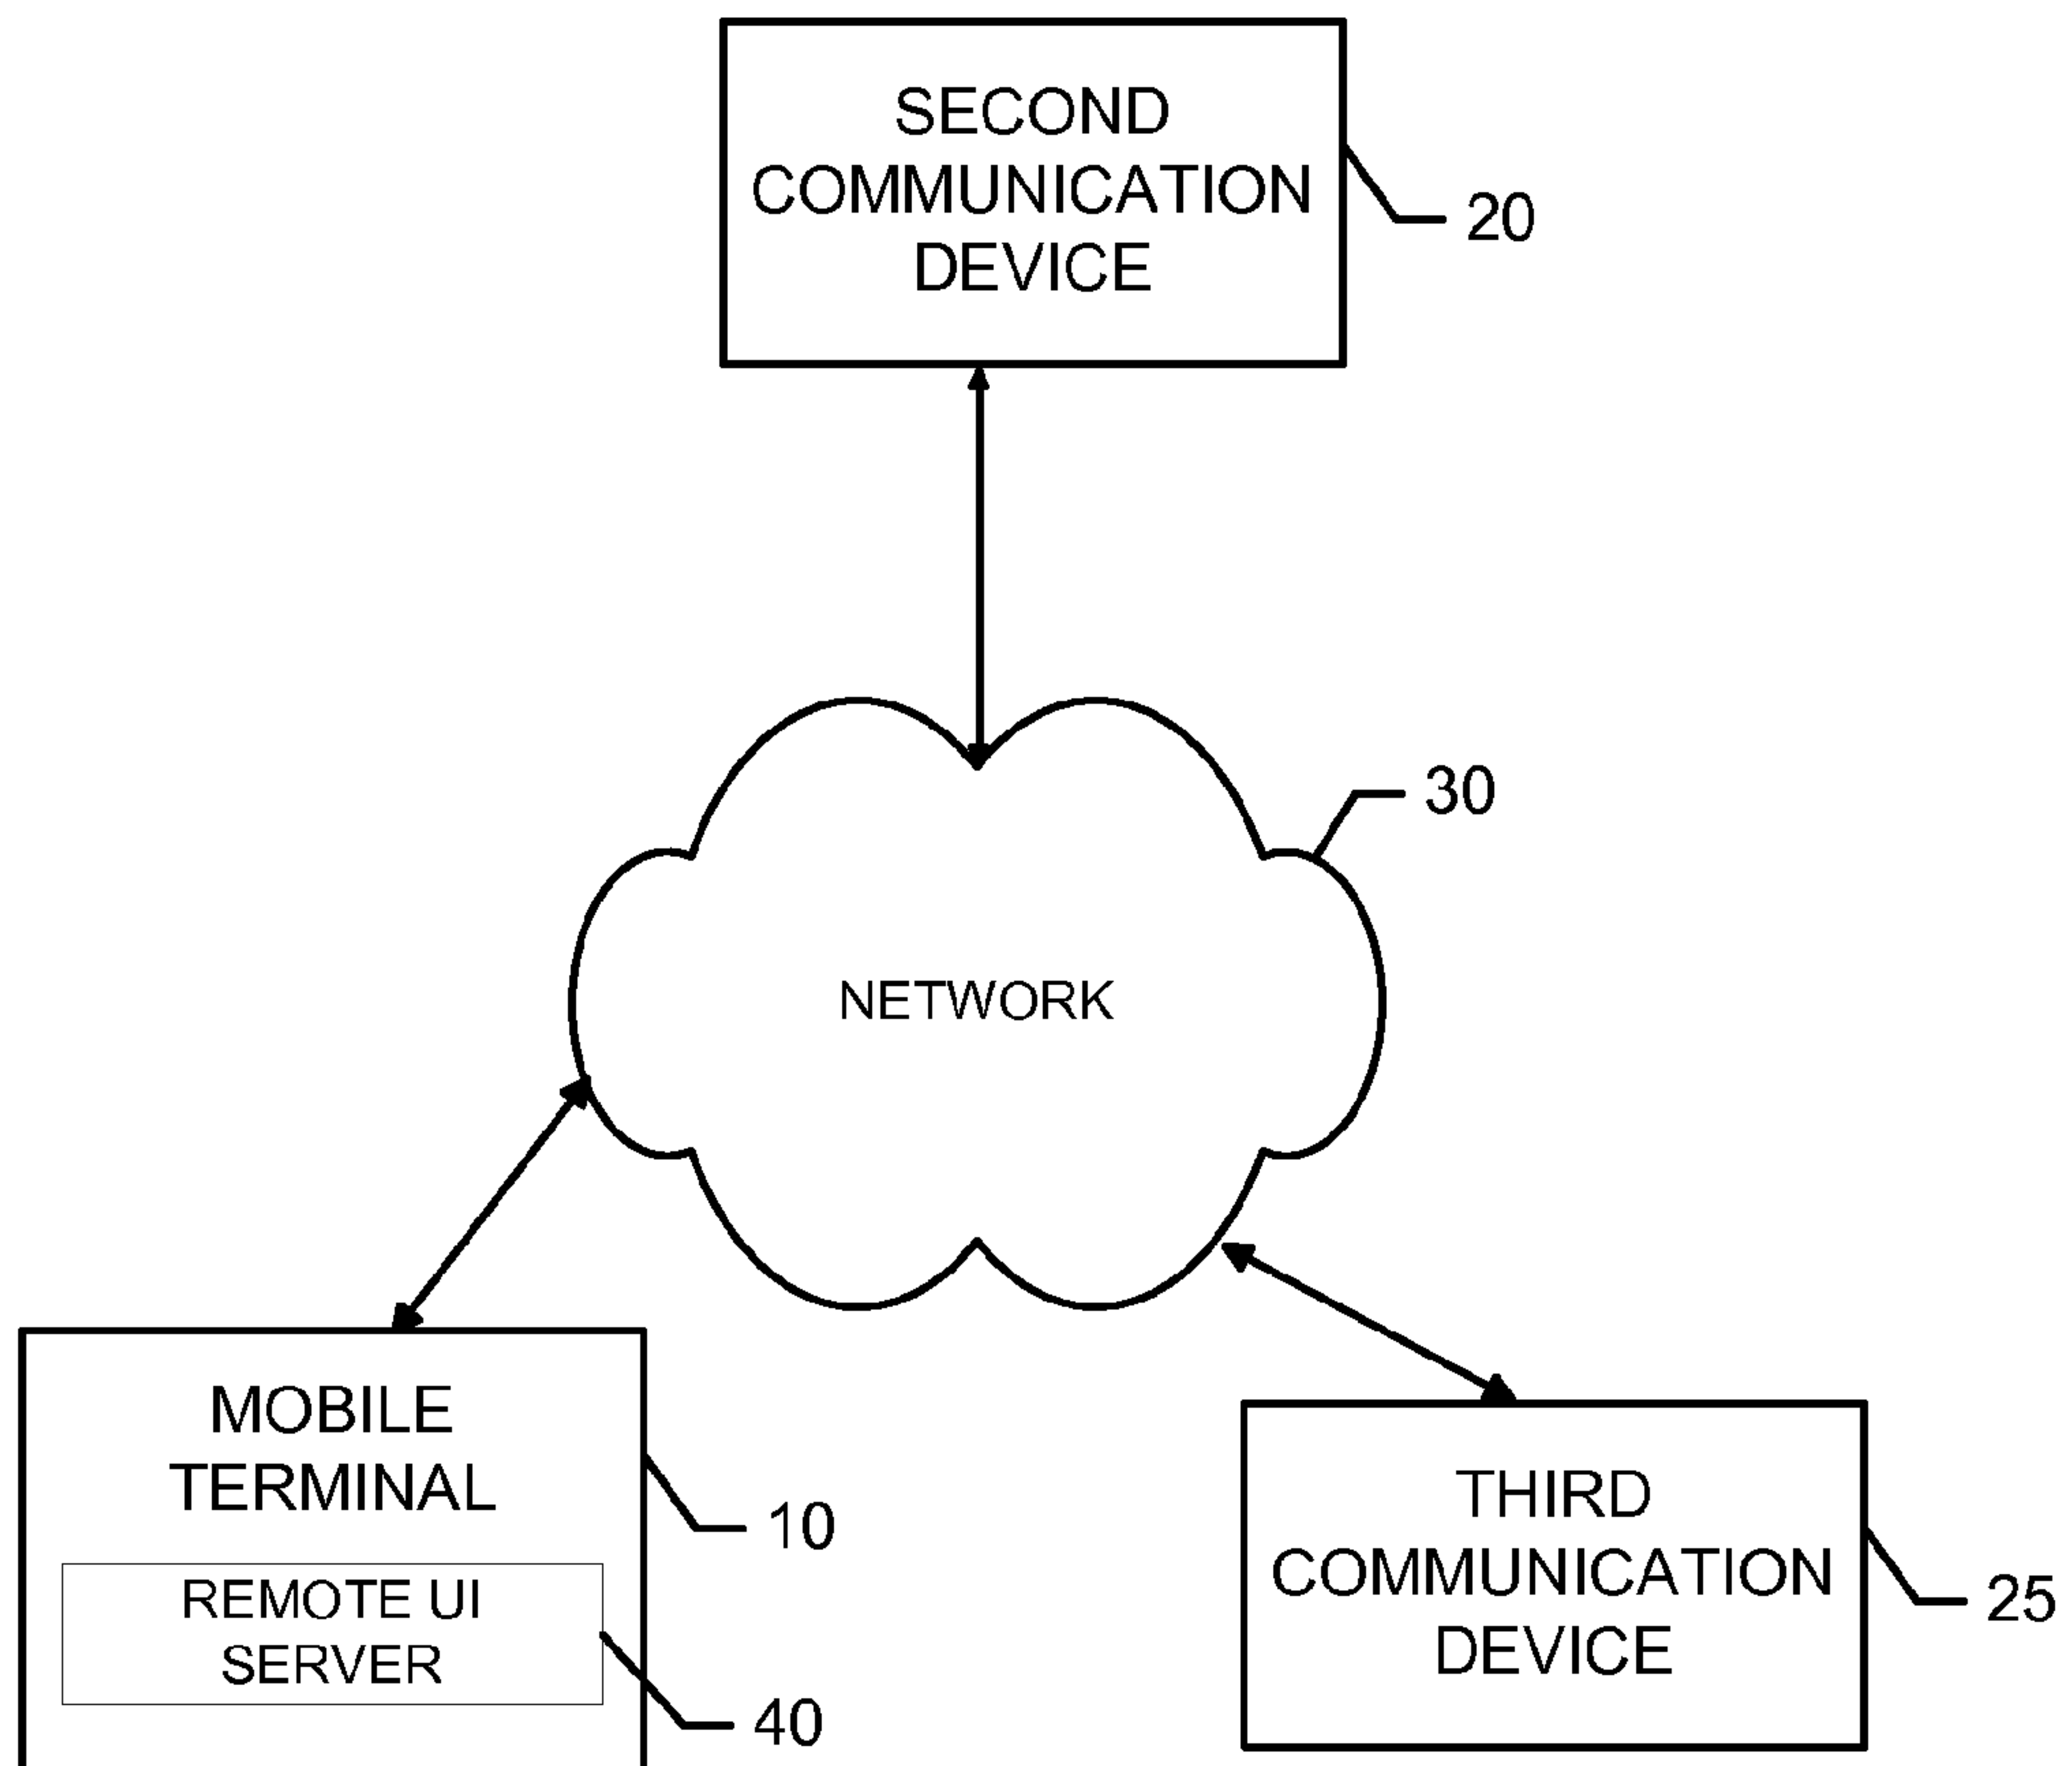 SECOND
COMMUNICATION
DEVICE
20
30
NETWORK
MOBILE
TERMINAL
10
REMOTE UI
SERVER
40
THIRD
COMMUNICATION
DEVICE
25